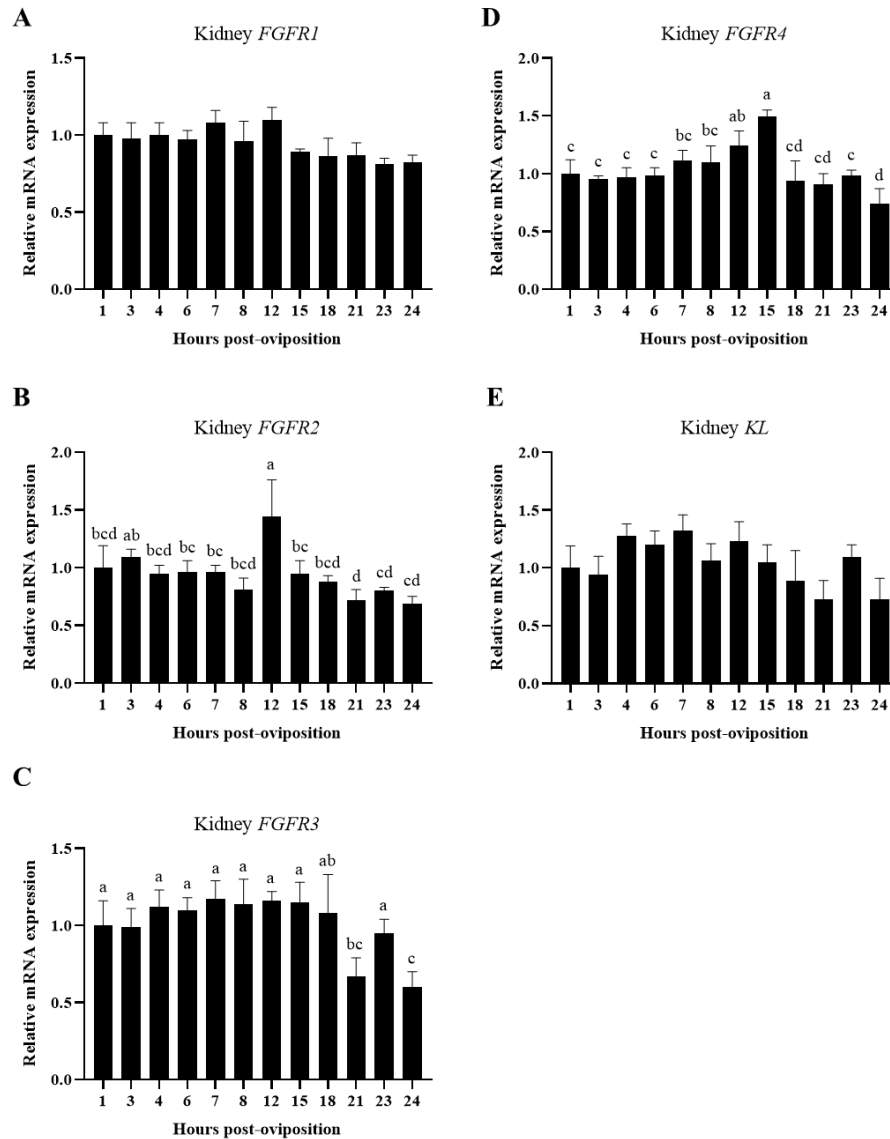 A
Kidney FGFR1
Relative mRNA expression
1.5
1.0
0.5
0.0
1 3 4 6 7 8 12 15 18 21 23 24
Hours post-oviposition
B
Kidney FGFR2
Relative mRNA expression
2.0
1.5
1.0
0.5
0.0
bcd ab bcd bc bc bcd a bc bcd d cd cd
1 3 4 6 7 8 12 15 18 21 23 24
Hours post-oviposition
C
Kidney FGFR3
Relative mRNA expression
1.5
1.0
0.5
0.0
a a a a a a a a ab bc a c
1 3 4 6 7 8 12 15 18 21 23 24
Hours post-oviposition
D
Kidney FGFR4
Relative mRNA expression
2.0
1.5
1.0
0.5
0.0
c c c c bc bc ab a cd cd c d
1 3 4 6 7 8 12 15 18 21 23 24
Hours post-oviposition
E
Kidney KL
Relative mRNA expression
2.0
1.5
1.0
0.5
0.0
1 3 4 6 7 8 12 15 18 21 23 24
Hours post-oviposition